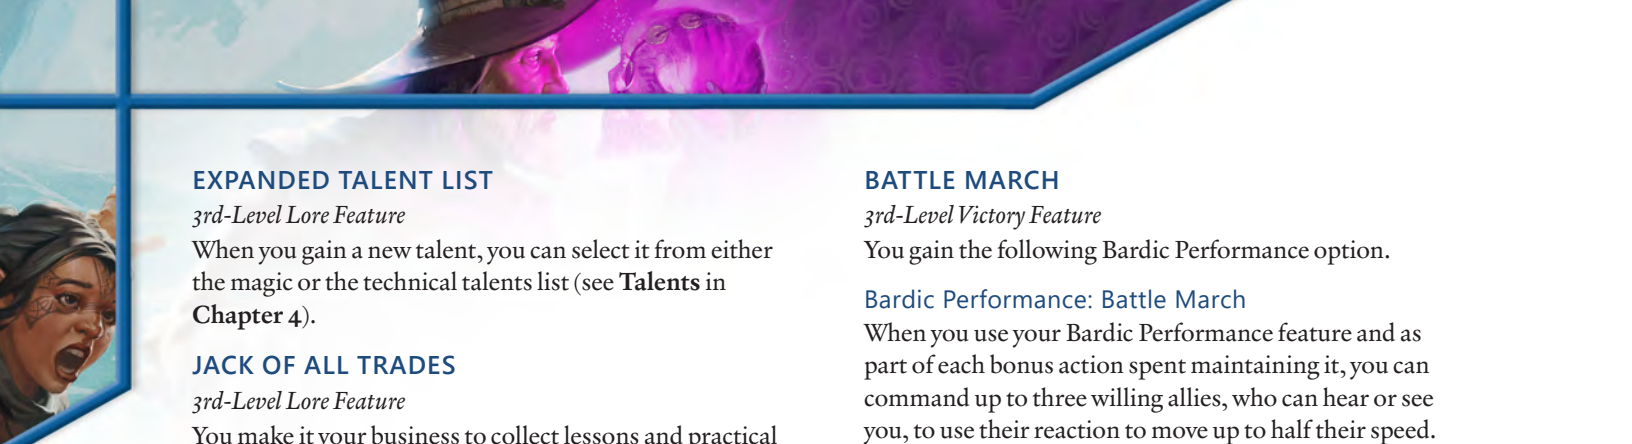 EXPANDED TALENT LIST
3rd-Level Lore Feature
When you gain a new talent, you can select it from either
the magic or the technical talents list (see Talents in
Chapter 4).
JACK OF ALL TRADES
3rd-Level Lore Feature
You make it your business to collect lessons and practical
BATTLE MARCH
3rd-Level Victory Feature
You gain the following Bardic Performance option.
Bardic Performance: Battle March
When you use your Bardic Performance feature and as
part of each bonus action spent maintaining it, you can
command up to three willing allies, who can hear or see
you, to use their reaction to move up to half their speed.